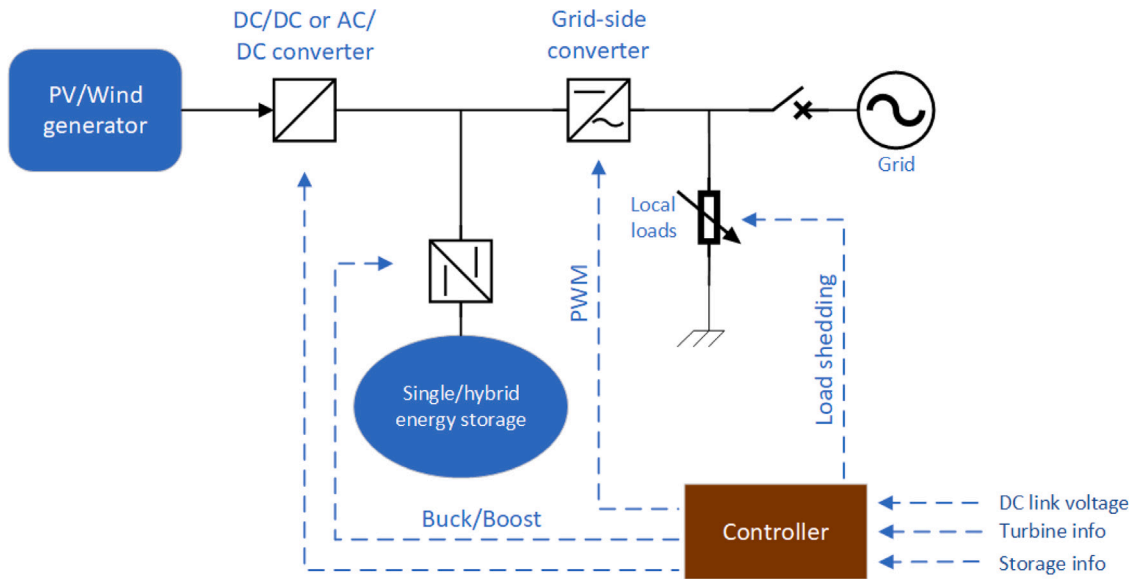 DC/DC or AC/
DC converter
Grid-side
converter
PV/Wind
generator
Grid
Local
loads
PWM
Load shedding
Single/hybrid
energy storage
Buck/Boost
Controller
DC link voltage
Turbine info
Storage info